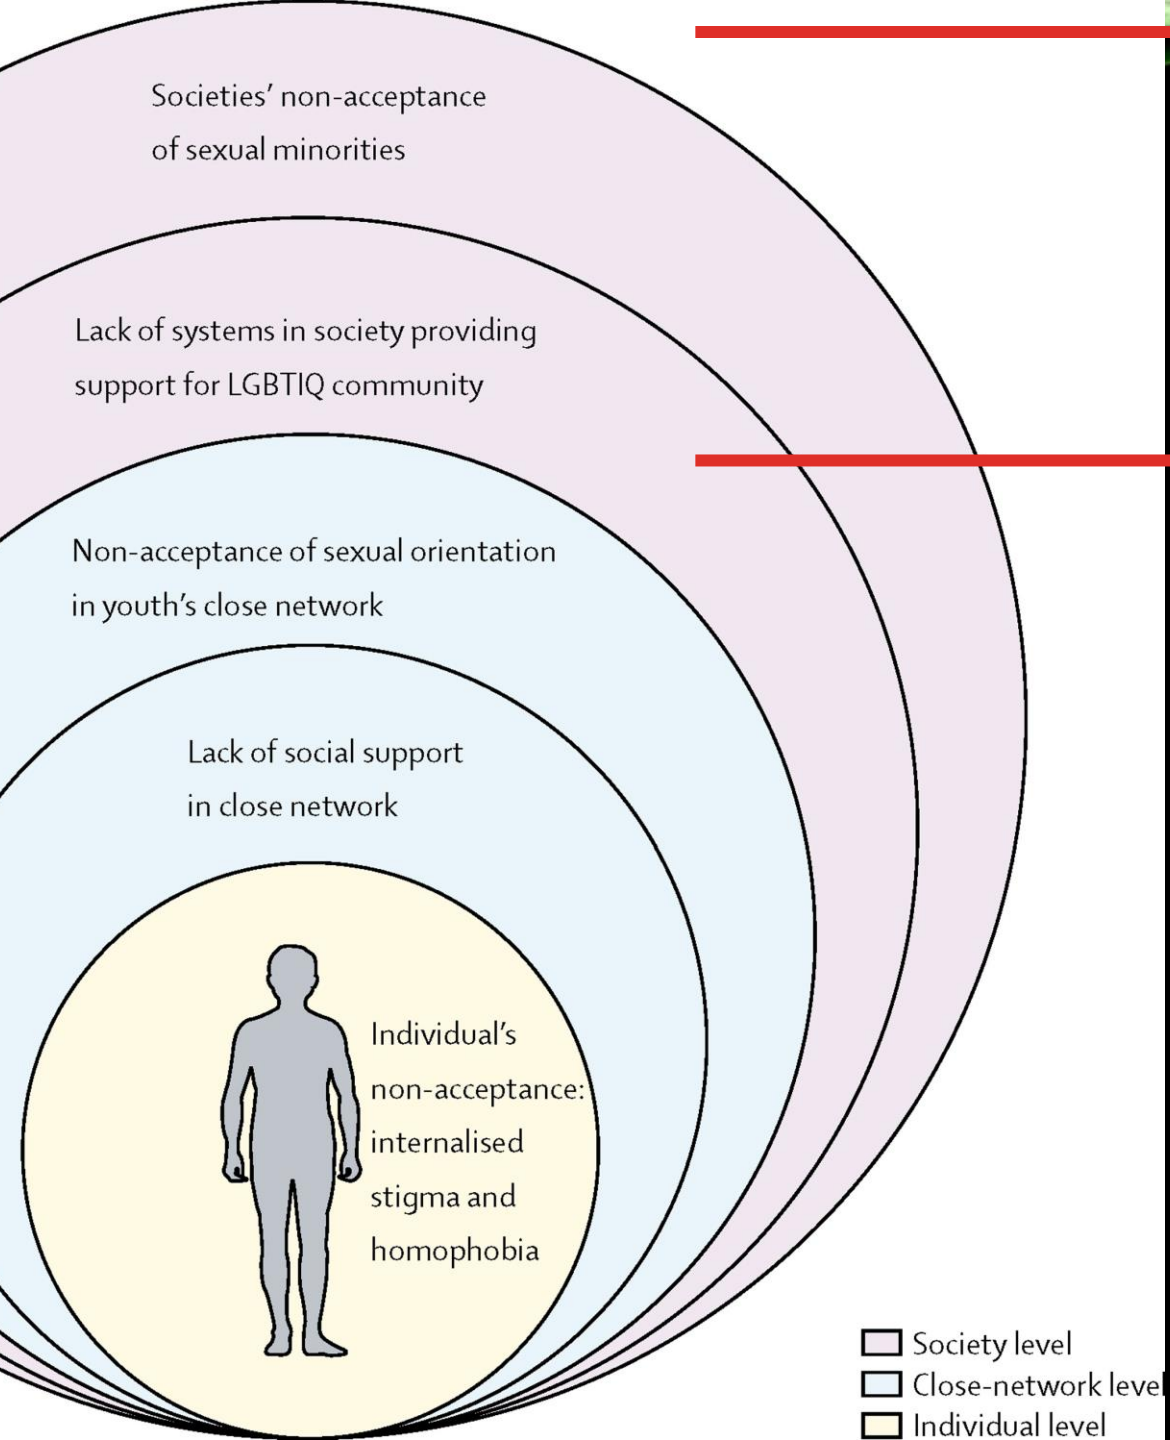 Societies’ non-acceptance
of sexual minorities
Lack of systems in society providing
support for LGBTIQ community
Non-acceptance of sexual orientation
in youth’s close network
Lack of social support
in close network
Individual’s
non-acceptance:
internalised
stigma and
homophobia
Society level
Close-network level
Individual level